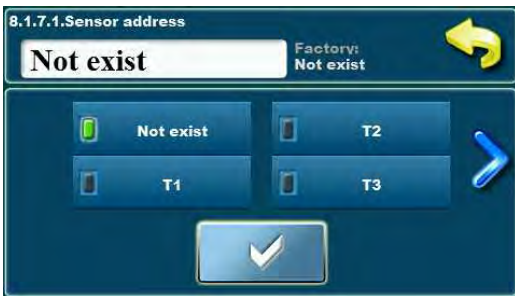 8.1.7.1.Sensor address
Not exist
Factory:
Not exist
Not exist
T2
T1
T3